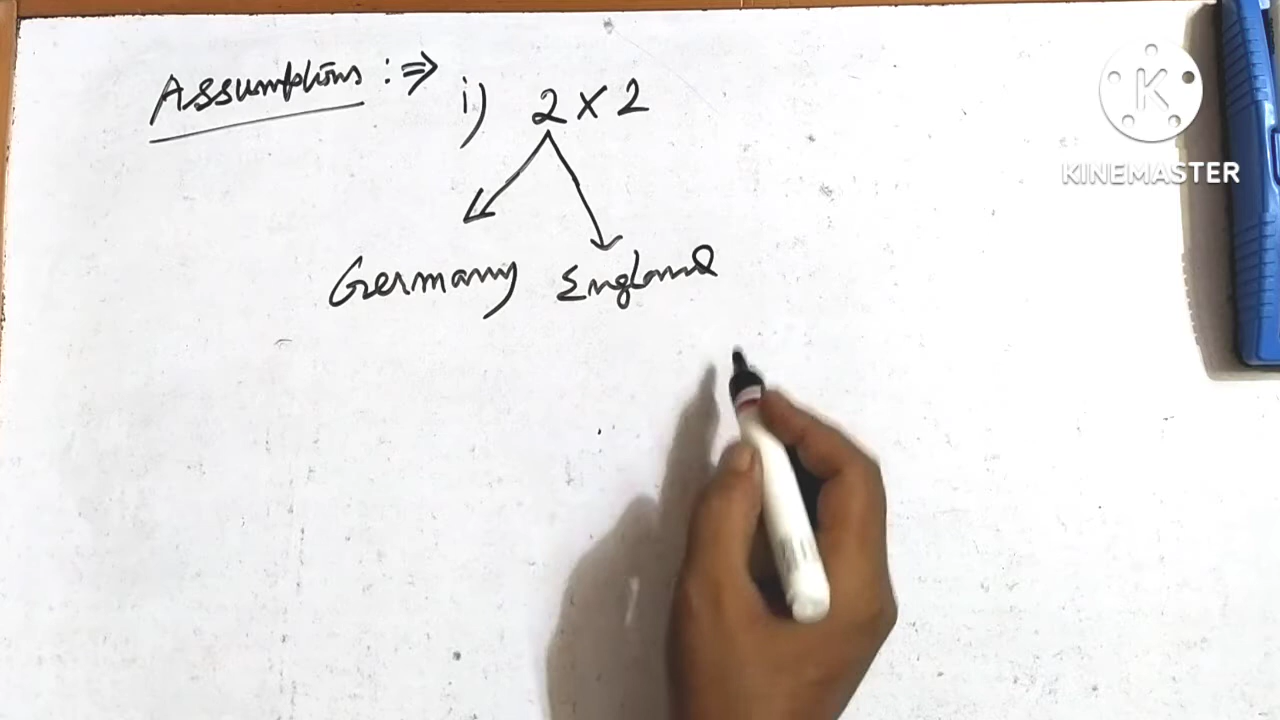 Assumptions :⇒ i) 2 × 2
Germany England
K
KINEMASTER